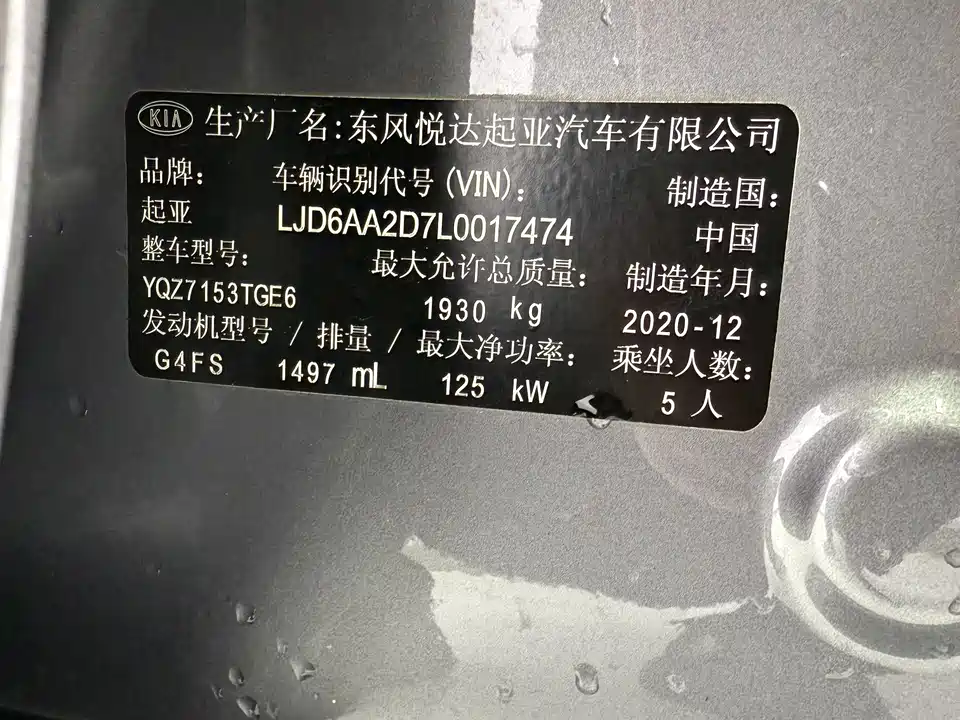 KIA 生产厂名:东风悦达起亚汽车有限公司
品牌: 车辆识别代号(VIN): 制造国:
起亚 LJD6AA2D7L0017474 中国
整车型号: 最大允许总质量: 制造年月:
YQZ7153TGE6 1930 kg 2020-12
发动机型号 / 排量 / 最大净功率: 乘坐人数:
G4FS 1497 mL 125 kW 5 人